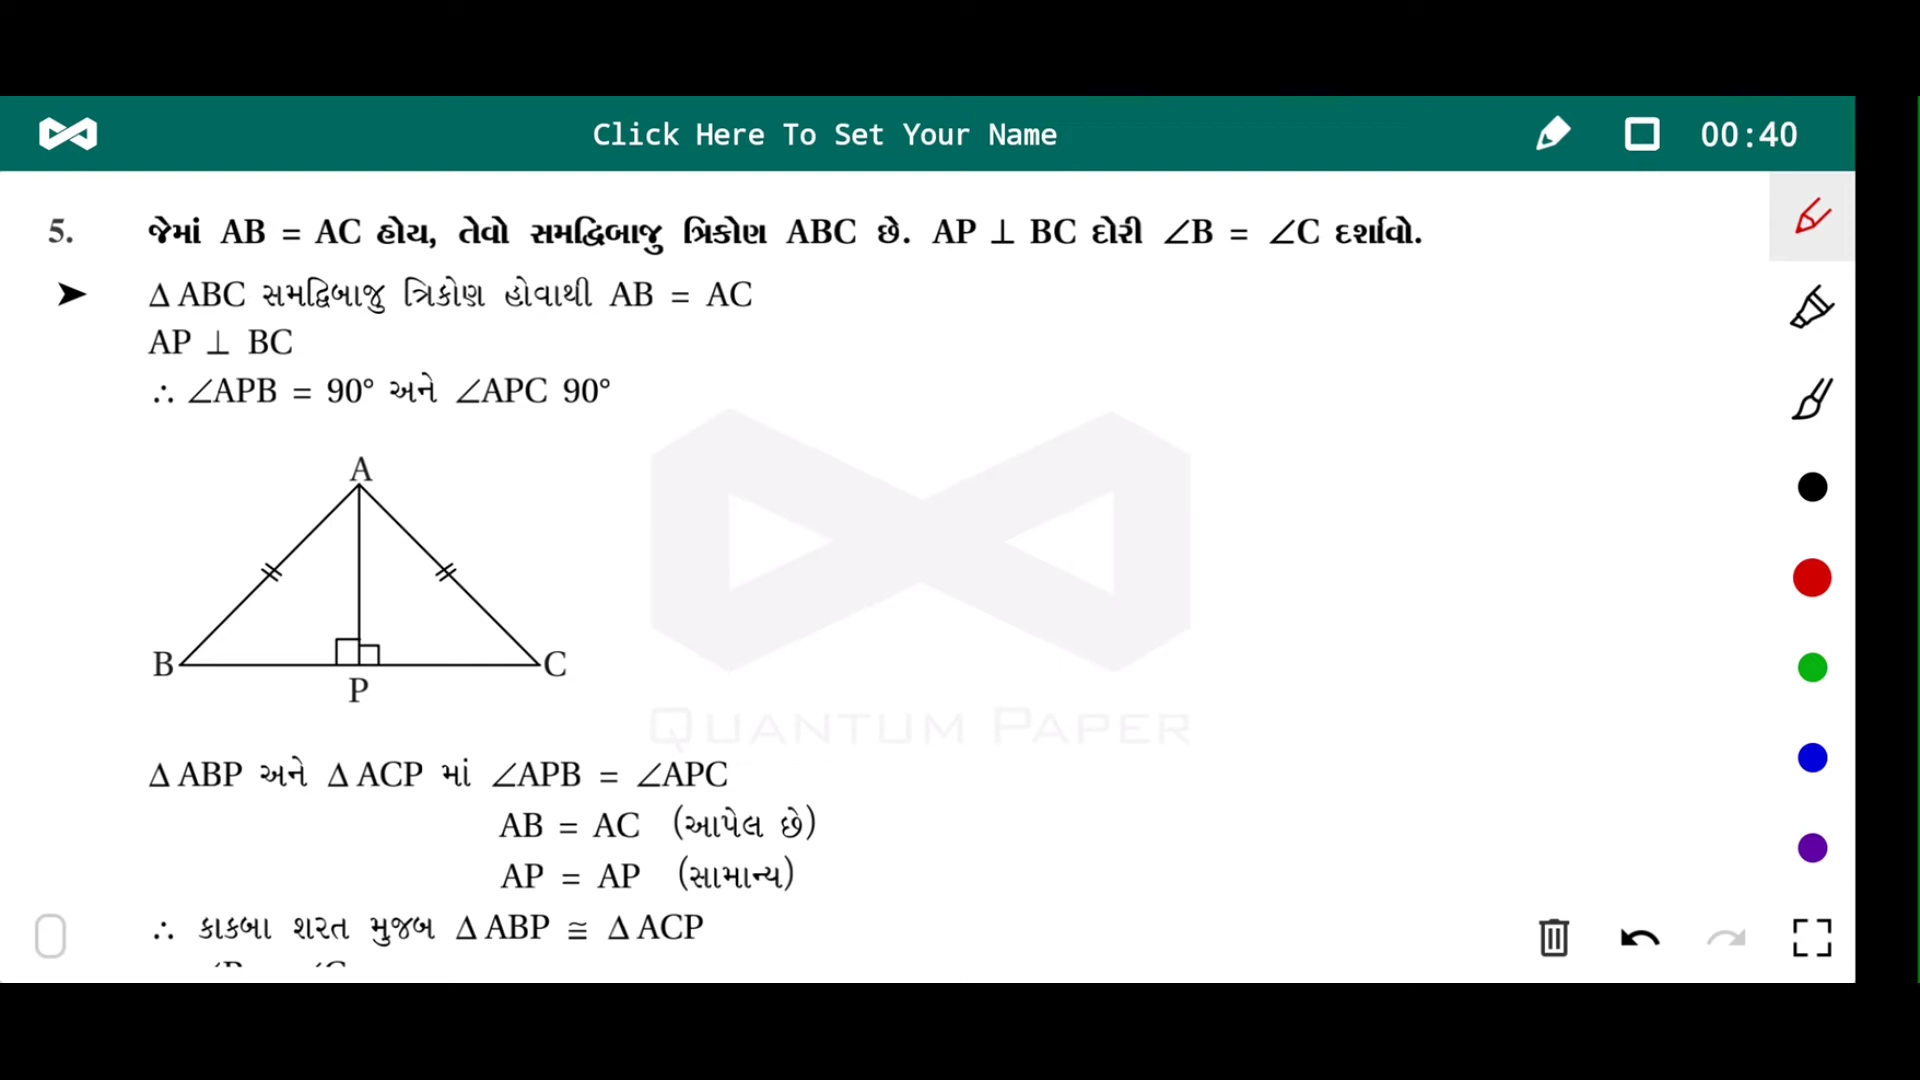 Click Here To Set Your Name
00:40
5. જેમાં AB = AC હોય, તેવો સમદ્વિબાજુ ત્રિકોણ ABC છે. AP ⊥ BC દોરી ∠B = ∠C દર્શાવો.
➤ Δ ABC સમદ્વિબાજુ ત્રિકોણ હોવાથી AB = AC
AP ⊥ BC
∴ ∠APB = 90° અને ∠APC 90°
A
B
C
P
QUANTUM PAPER
Δ ABP અને Δ ACP માં ∠APB = ∠APC
AB = AC (આપેલ છે)
AP = AP (સામાન્ય)
∴ કાકબા શરત મુજબ Δ ABP ≅ Δ ACP